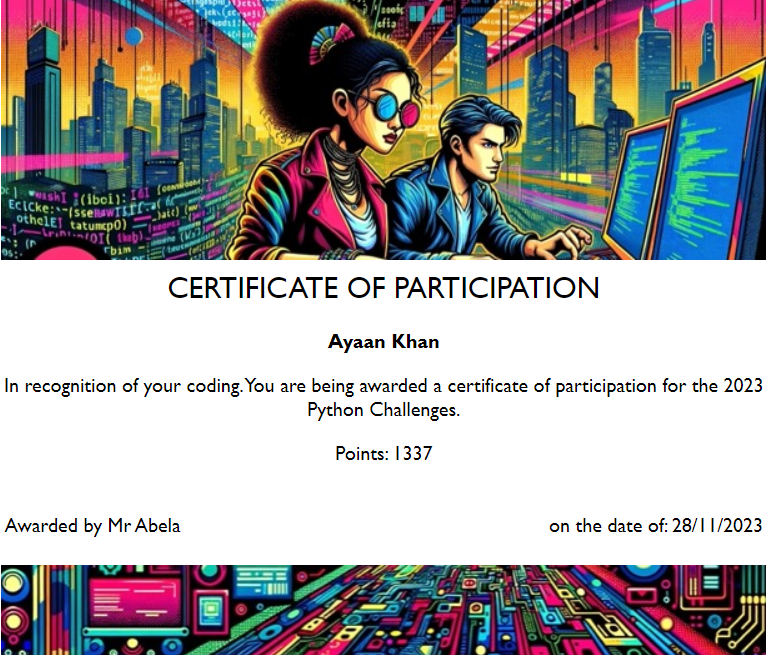 CERTIFICATE OF PARTICIPATION
Ayaan Khan
In recognition of your coding. You are being awarded a certificate of participation for the 2023
Python Challenges.
Points: 1337
Awarded by Mr Abela
on the date of: 28/11/2023